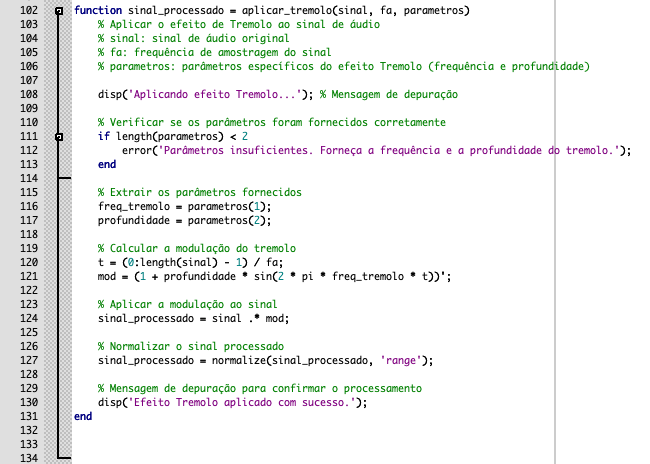 102 function sinal_processado = aplicar_tremolo(sinal, fa, parametros)
103 % Aplicar o efeito de Tremolo ao sinal de áudio
104 % sinal: sinal de áudio original
105 % fa: frequência de amostragem do sinal
106 % parametros: parâmetros específicos do efeito Tremolo (frequência e profundidade)
107
108 disp('Aplicando efeito Tremolo...'); % Mensagem de depuração
109
110 % Verificar se os parâmetros foram fornecidos corretamente
111 if length(parametros) < 2
112 error('Parâmetros insuficientes. Forneça a frequência e a profundidade do tremolo.');
113 end
114
115 % Extrair os parâmetros fornecidos
116 freq_tremolo = parametros(1);
117 profundidade = parametros(2);
118
119 % Calcular a modulação do tremolo
120 t = (0:length(sinal) - 1) / fa;
121 mod = (1 + profundidade * sin(2 * pi * freq_tremolo * t))';
122
123 % Aplicar a modulação ao sinal
124 sinal_processado = sinal .* mod;
125
126 % Normalizar o sinal processado
127 sinal_processado = normalize(sinal_processado, 'range');
128
129 % Mensagem de depuração para confirmar o processamento
130 disp('Efeito Tremolo aplicado com sucesso.');
131 end
132
133
134